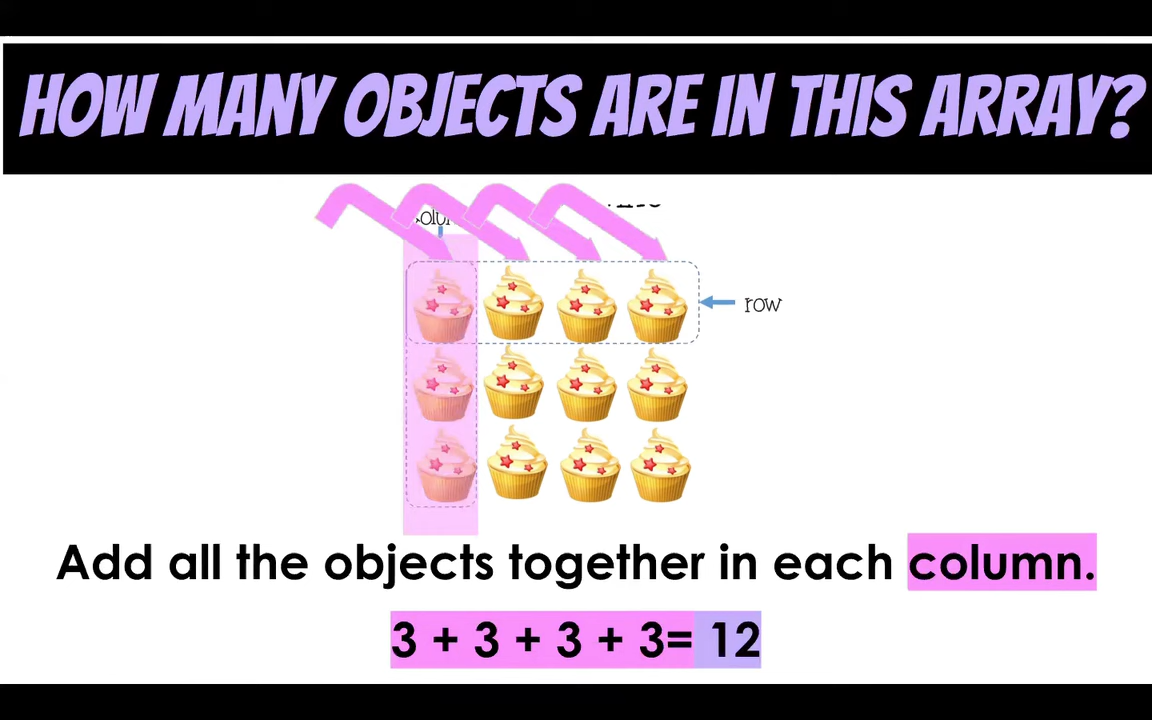 HOW MANY OBJECTS ARE IN THIS ARRAY?
row
Add all the objects together in each column.
3 + 3 + 3 + 3= 12